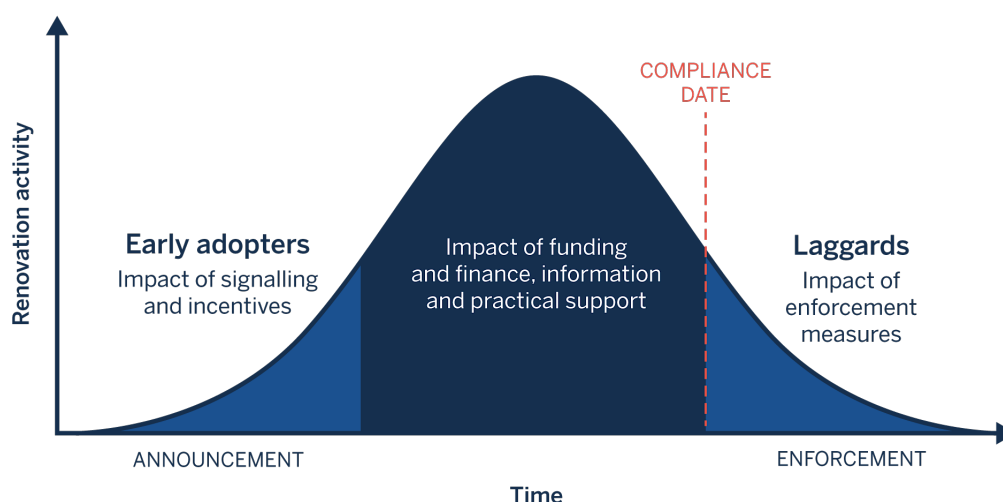 COMPLIANCE
DATE
Renovation activity
Early adopters
Impact of signalling
and incentives
Impact of funding
and finance, information
and practical support
Laggards
Impact of
enforcement
measures
ANNOUNCEMENT
ENFORCEMENT
Time